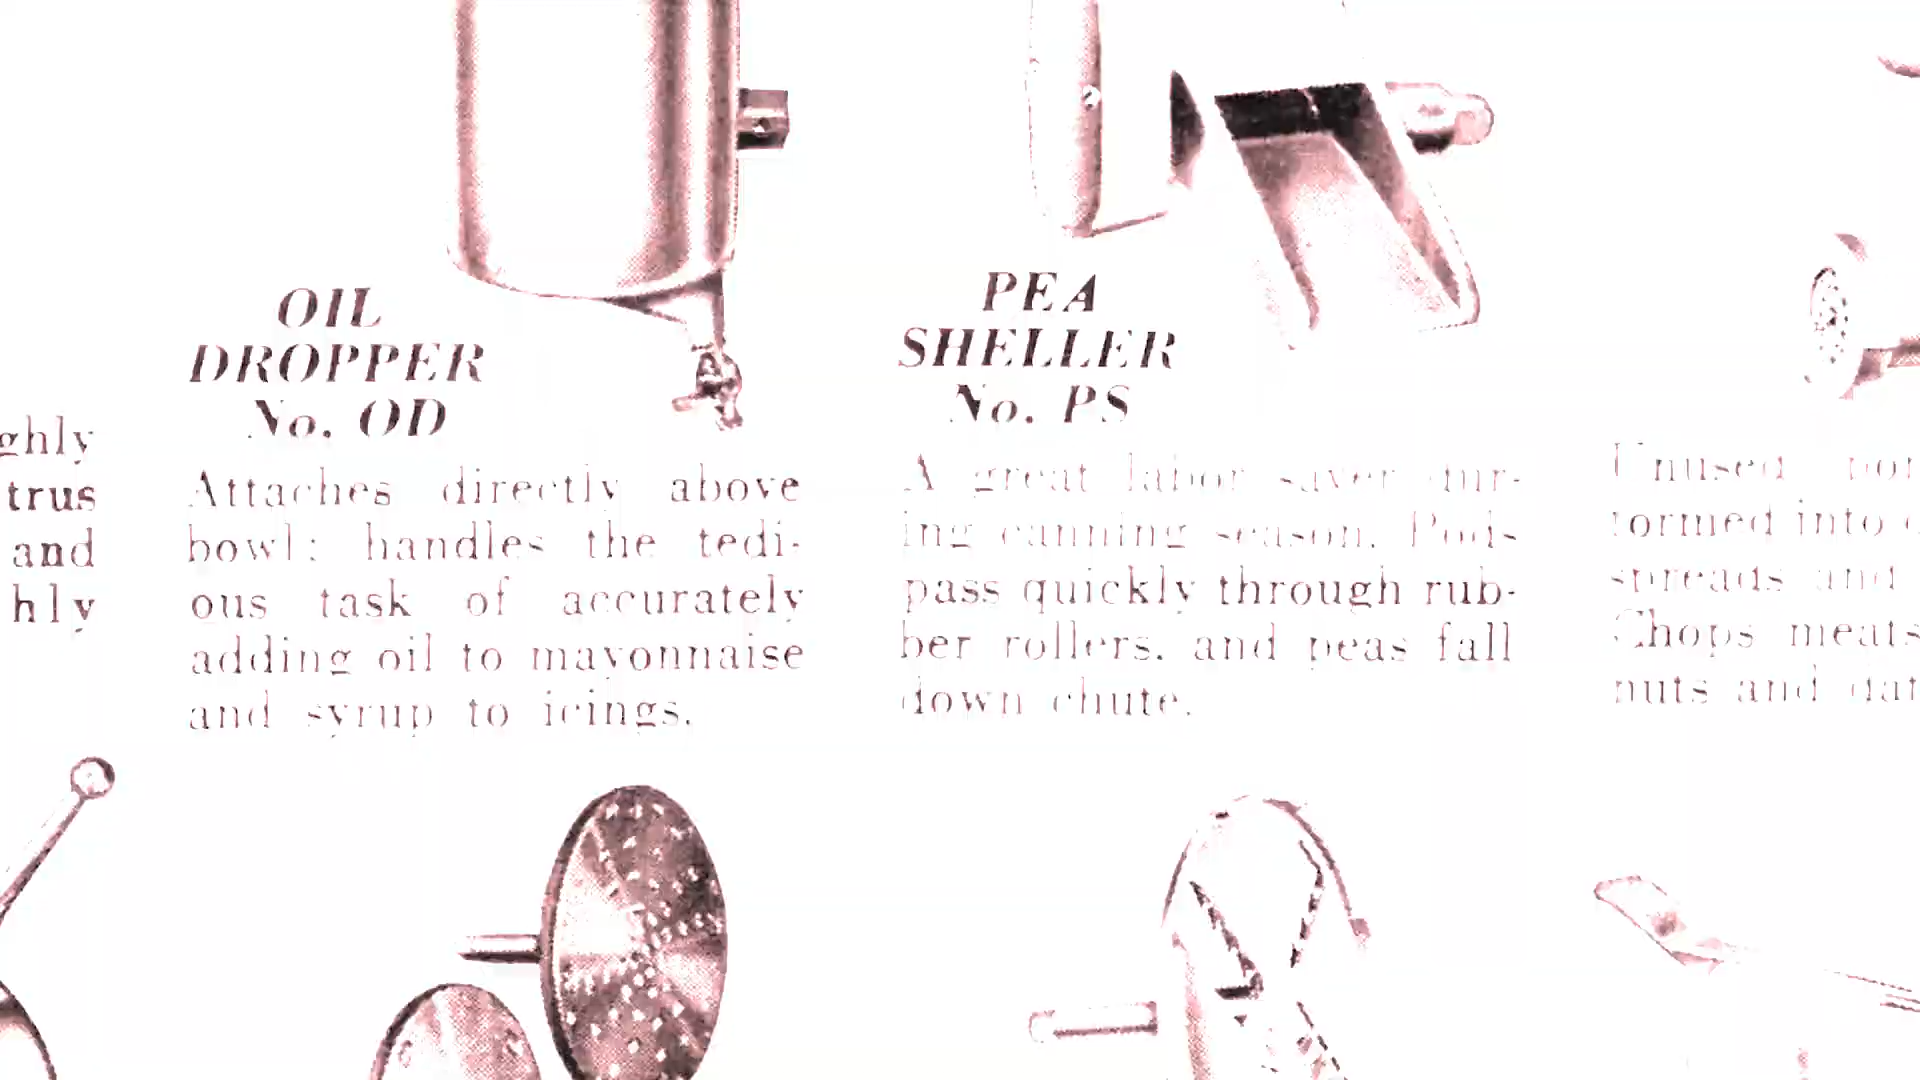 ghly
trus
and
hly
OIL
DROPPER
No. OD
Attaches directly above
bowl; handles the tedi-
ous task of accurately
adding oil to mayonnaise
and syrup to icings.
PEA
SHELLER
No. PS
A great labor saver dur-
ing canning season. Pods
pass quickly through rub-
ber rollers, and peas fall
down chute.
Unused por
formed into
spreads and
Chops meats
nuts and dat